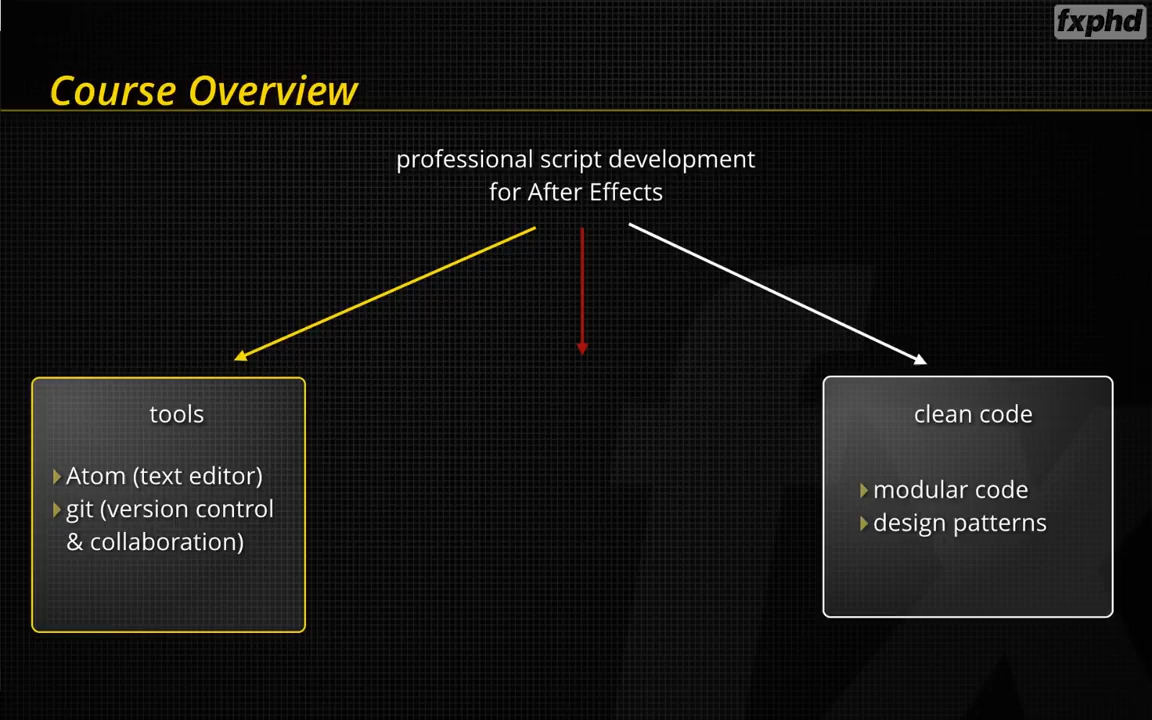 fxphd
Course Overview
professional script development
for After Effects
tools
Atom (text editor)
git (version control
& collaboration)
clean code
modular code
design patterns